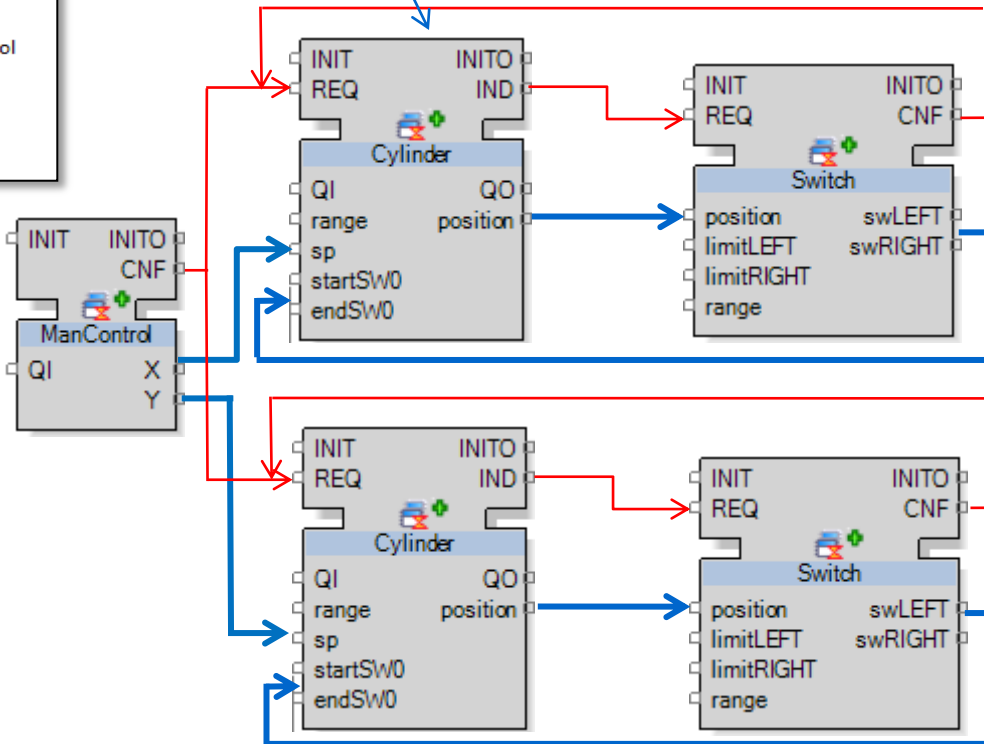 ol
INIT INITO
REQ IND
Cylinder
QI QO
range position
sp
startSW0
endSW0
INIT INITO
REQ CNF
Switch
position swLEFT
limitLEFT swRIGHT
limitRIGHT
range
INIT INITO
CNF
ManControl
QI X
Y
INIT INITO
REQ IND
Cylinder
QI QO
range position
sp
startSW0
endSW0
INIT INITO
REQ CNF
Switch
position swLEFT
limitLEFT swRIGHT
limitRIGHT
range